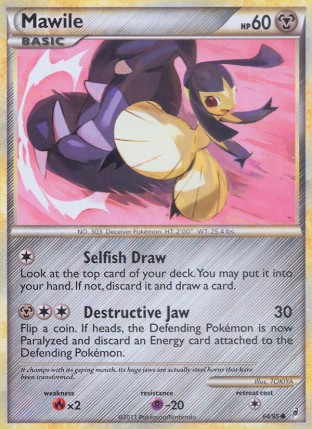 Mawile HP60
BASIC
NO. 303 Deceiver Pokémon. HT: 2'00" WT: 25.4 lbs.
Selfish Draw
Look at the top card of your deck. You may put it into
your hand. If not, discard it and draw a card.
Destructive Jaw 30
Flip a coin. If heads, the Defending Pokémon is now
Paralyzed and discard an Energy card attached to
the Defending Pokémon.
It chomps with its gaping mouth. Its huge jaws are actually steel horns that have
been transformed.
Illus. TOKIYA
weakness resistance retreat cost
×2 -20
64/95
©2011 Pokémon/Nintendo